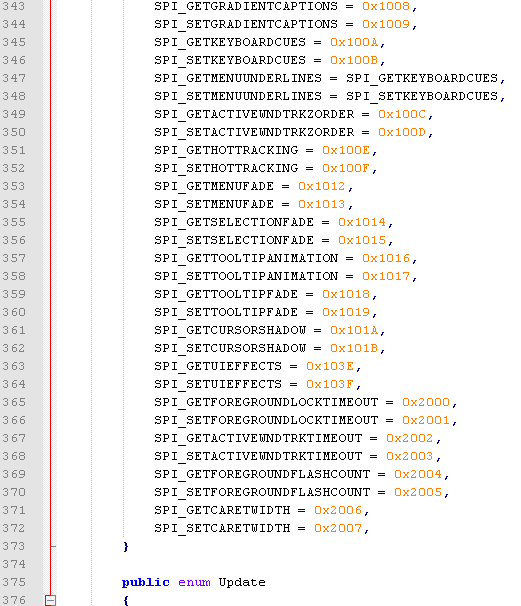 343 SPI_GETGRADIENTCAPTIONS = 0x1008,
344 SPI_SETGRADIENTCAPTIONS = 0x1009,
345 SPI_GETKEYBOARDCUES = 0x100A,
346 SPI_SETKEYBOARDCUES = 0x100B,
347 SPI_GETMENUUNDERLINES = SPI_GETKEYBOARDCUES,
348 SPI_SETMENUUNDERLINES = SPI_SETKEYBOARDCUES,
349 SPI_GETACTIVEWNDTRKZORDER = 0x100C,
350 SPI_SETACTIVEWNDTRKZORDER = 0x100D,
351 SPI_GETHOTTRACKING = 0x100E,
352 SPI_SETHOTTRACKING = 0x100F,
353 SPI_GETMENUFADE = 0x1012,
354 SPI_SETMENUFADE = 0x1013,
355 SPI_GETSELECTIONFADE = 0x1014,
356 SPI_SETSELECTIONFADE = 0x1015,
357 SPI_GETTOOLTIPANIMATION = 0x1016,
358 SPI_SETTOOLTIPANIMATION = 0x1017,
359 SPI_GETTOOLTIPFADE = 0x1018,
360 SPI_SETTOOLTIPFADE = 0x1019,
361 SPI_GETCURSORSHADOW = 0x101A,
362 SPI_SETCURSORSHADOW = 0x101B,
363 SPI_GETUIEFFECTS = 0x103E,
364 SPI_SETUIEFFECTS = 0x103F,
365 SPI_GETFOREGROUNDLOCKTIMEOUT = 0x2000,
366 SPI_SETFOREGROUNDLOCKTIMEOUT = 0x2001,
367 SPI_GETACTIVEWNDTRKTIMEOUT = 0x2002,
368 SPI_SETACTIVEWNDTRKTIMEOUT = 0x2003,
369 SPI_GETFOREGROUNDFLASHCOUNT = 0x2004,
370 SPI_SETFOREGROUNDFLASHCOUNT = 0x2005,
371 SPI_GETCARETWIDTH = 0x2006,
372 SPI_SETCARETWIDTH = 0x2007,
373 }
374
375 public enum Update
376 {